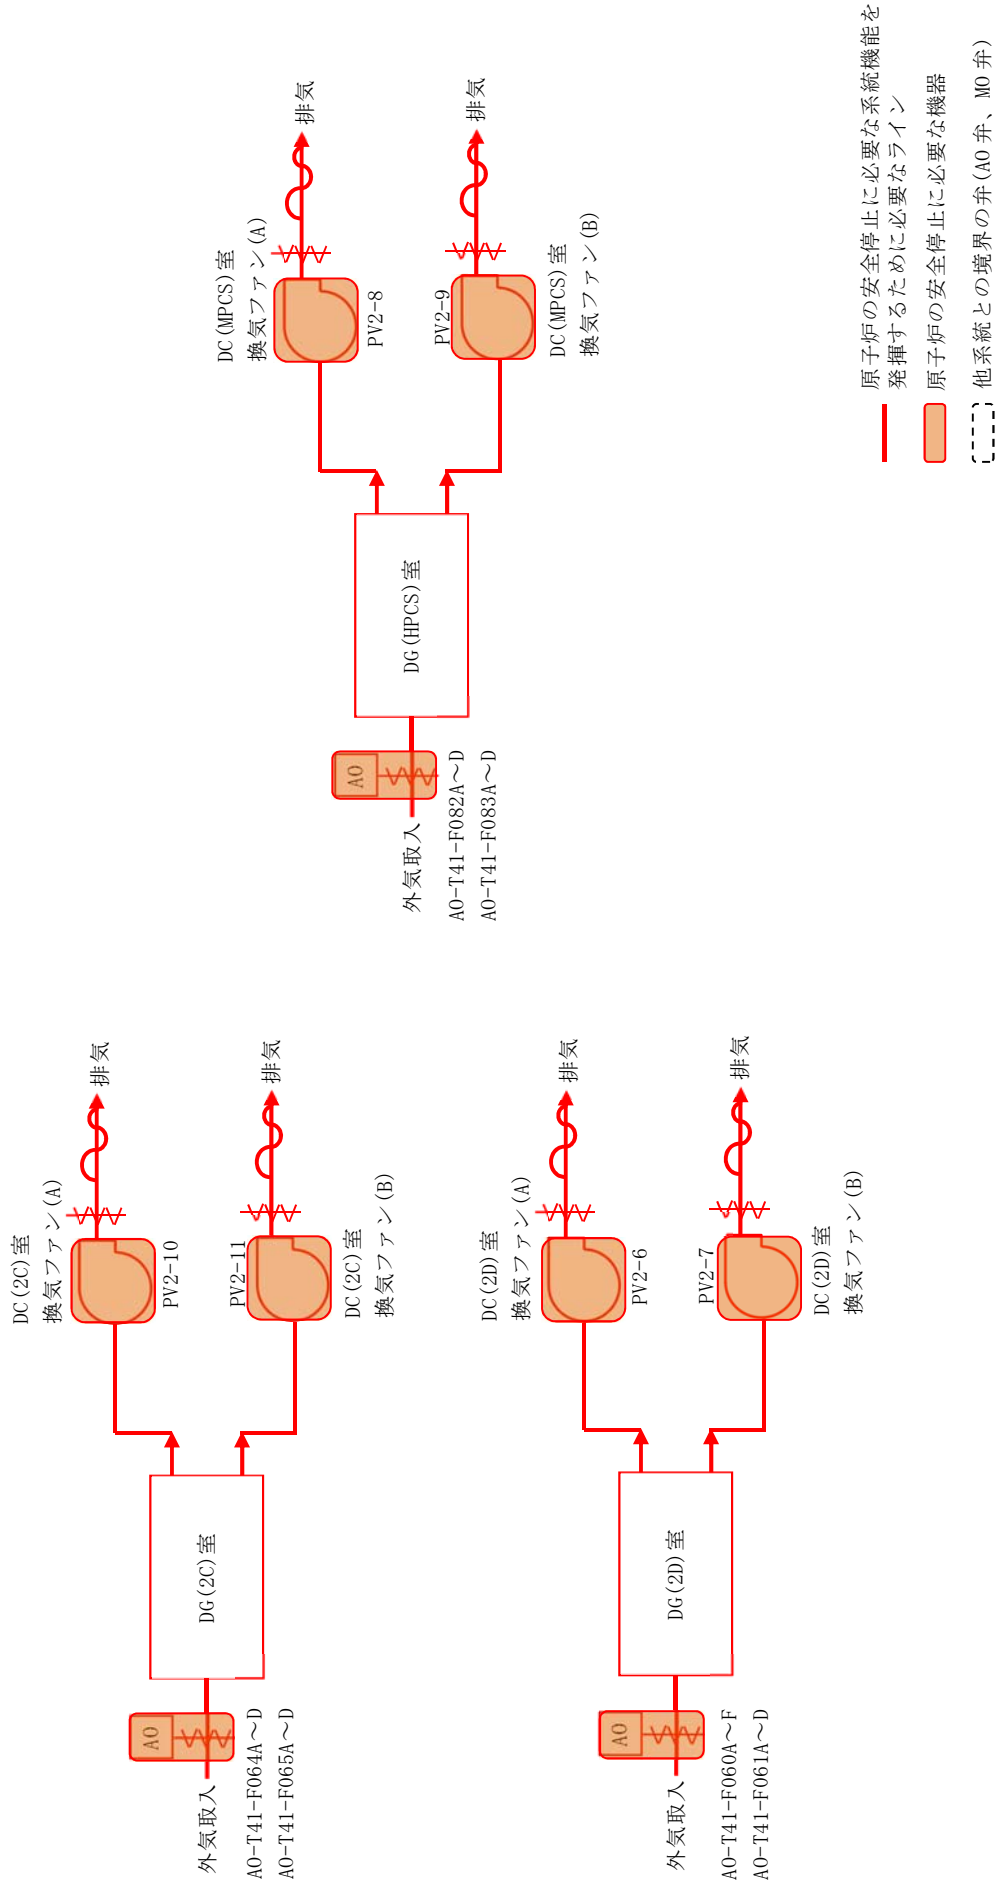 DC(2C)室
換気ファン(A)
PV2-10
排気
外気取入
AO
AO-T41-F064A～D
AO-T41-F065A～D
DG(2C)室
PV2-11
DC(2C)室
換気ファン(B)
排気
DC(2D)室
換気ファン(A)
PV2-6
排気
外気取入
AO
AO-T41-F060A～F
AO-T41-F061A～D
DG(2D)室
PV2-7
DC(2D)室
換気ファン(B)
排気
DC(MPCS)室
換気ファン(A)
PV2-8
排気
外気取入
AO
AO-T41-F082A～D
AO-T41-F083A～D
DG(HPCS)室
PV2-9
DC(MPCS)室
換気ファン(B)
排気
原子炉の安全停止に必要な系統機能を
発揮するために必要なライン
原子炉の安全停止に必要な機器
他系統との境界の弁(AO 弁、MO 弁)